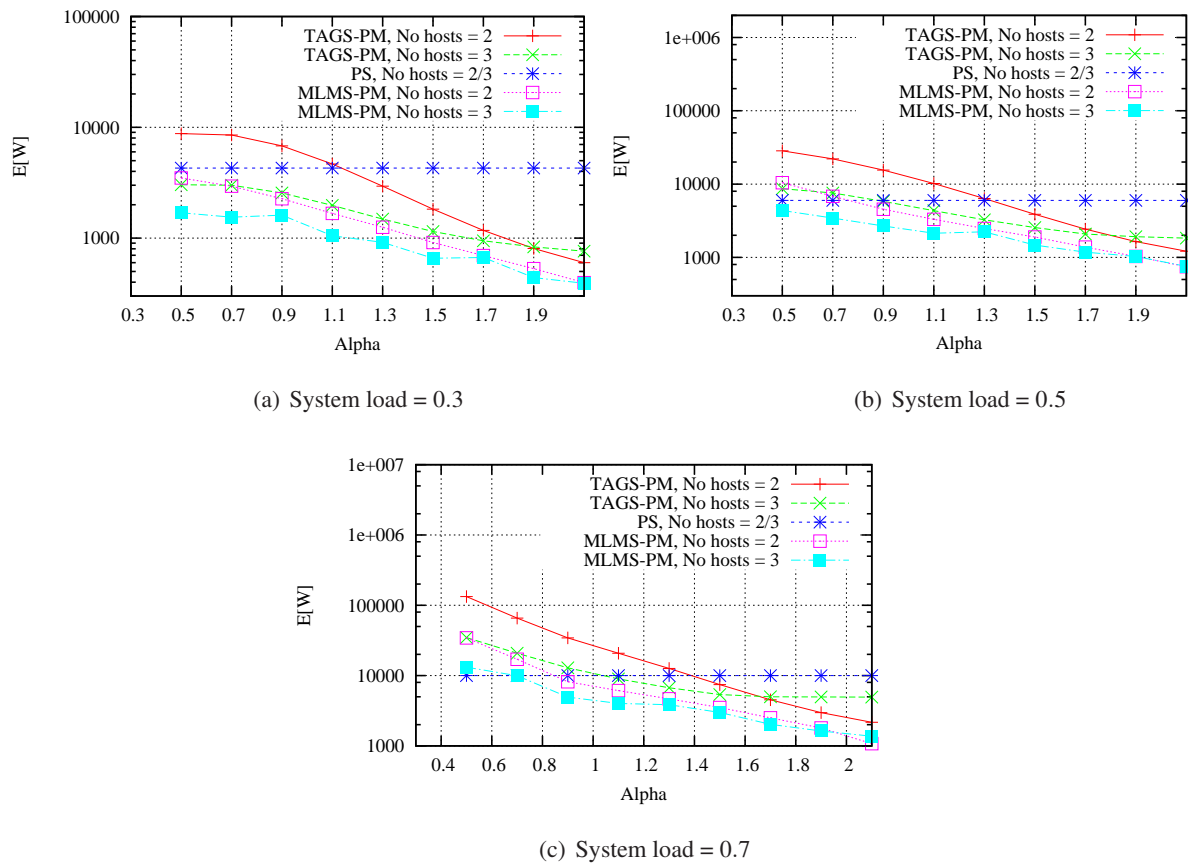 100000
10000
1000
E[W]
TAGS-PM, No hosts = 2
TAGS-PM, No hosts = 3
PS, No hosts = 2/3
MLMS-PM, No hosts = 2
MLMS-PM, No hosts = 3
0.3 0.5 0.7 0.9 1.1 1.3 1.5 1.7 1.9
Alpha
(a) System load = 0.3
1e+006
100000
10000
1000
E[W]
TAGS-PM, No hosts = 2
TAGS-PM, No hosts = 3
PS, No hosts = 2/3
MLMS-PM, No hosts = 2
MLMS-PM, No hosts = 3
0.3 0.5 0.7 0.9 1.1 1.3 1.5 1.7 1.9
Alpha
(b) System load = 0.5
1e+007
1e+006
100000
10000
1000
E[W]
TAGS-PM, No hosts = 2
TAGS-PM, No hosts = 3
PS, No hosts = 2/3
MLMS-PM, No hosts = 2
MLMS-PM, No hosts = 3
0.4 0.6 0.8 1 1.2 1.4 1.6 1.8 2
Alpha
(c) System load = 0.7